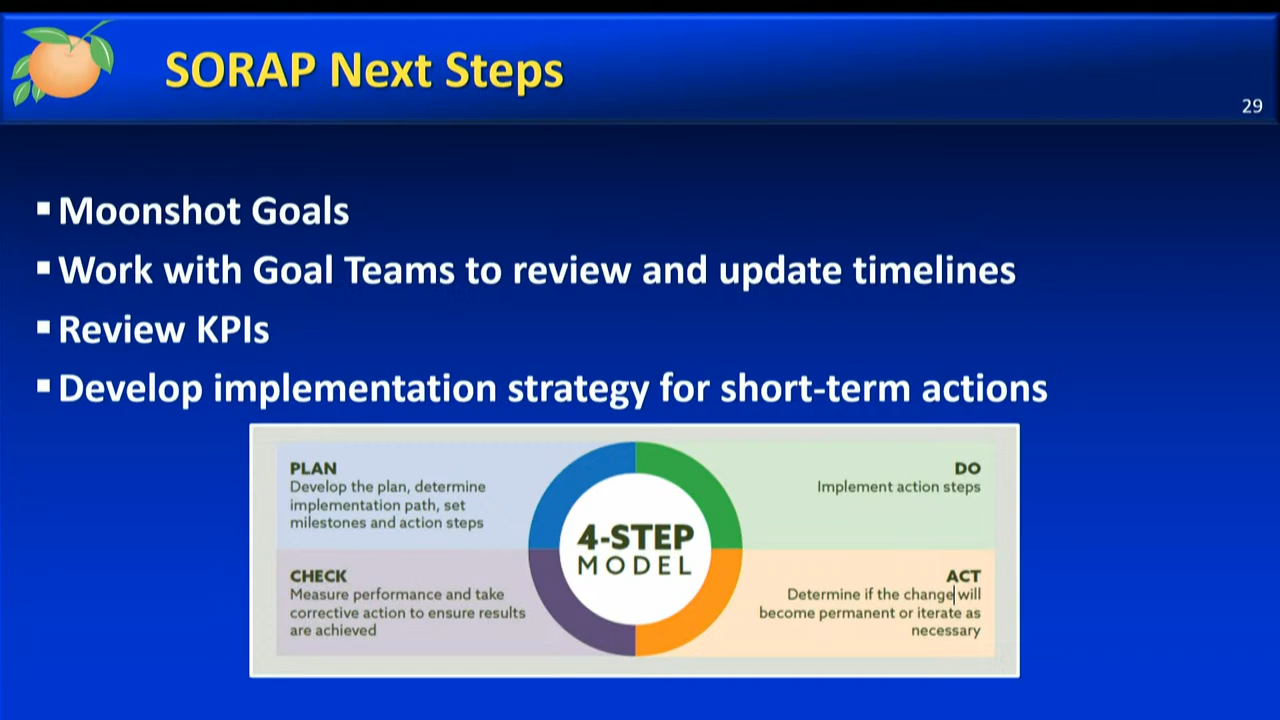 SORAP Next Steps
29
▪ Moonshot Goals
▪ Work with Goal Teams to review and update timelines
▪ Review KPIs
▪ Develop implementation strategy for short-term actions
PLAN
Develop the plan, determine
implementation path, set
milestones and action steps
DO
Implement action steps
4-STEP
MODEL
CHECK
Measure performance and take
corrective action to ensure results
are achieved
ACT
Determine if the change will
become permanent or iterate as
necessary